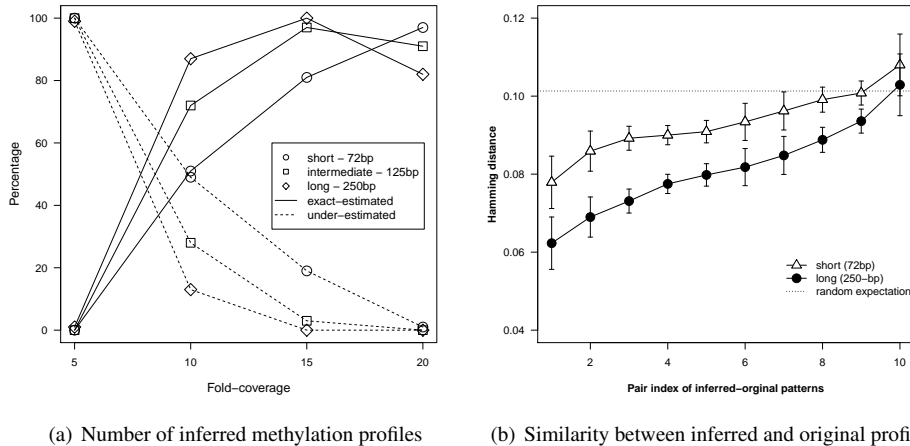 100
80
60
40
20
0
Percentage
short − 72bp
intermediate − 125bp
long − 250bp
exact−estimated
under−estimated
5 10 15 20
Fold−coverage
(a) Number of inferred methylation profiles
0.12
0.10
0.08
0.06
0.04
Hamming distance
short (72bp)
long (250−bp)
random expectation
2 4 6 8 10
Pair index of inferred−orginal patterns
(b) Similarity between inferred and original profi